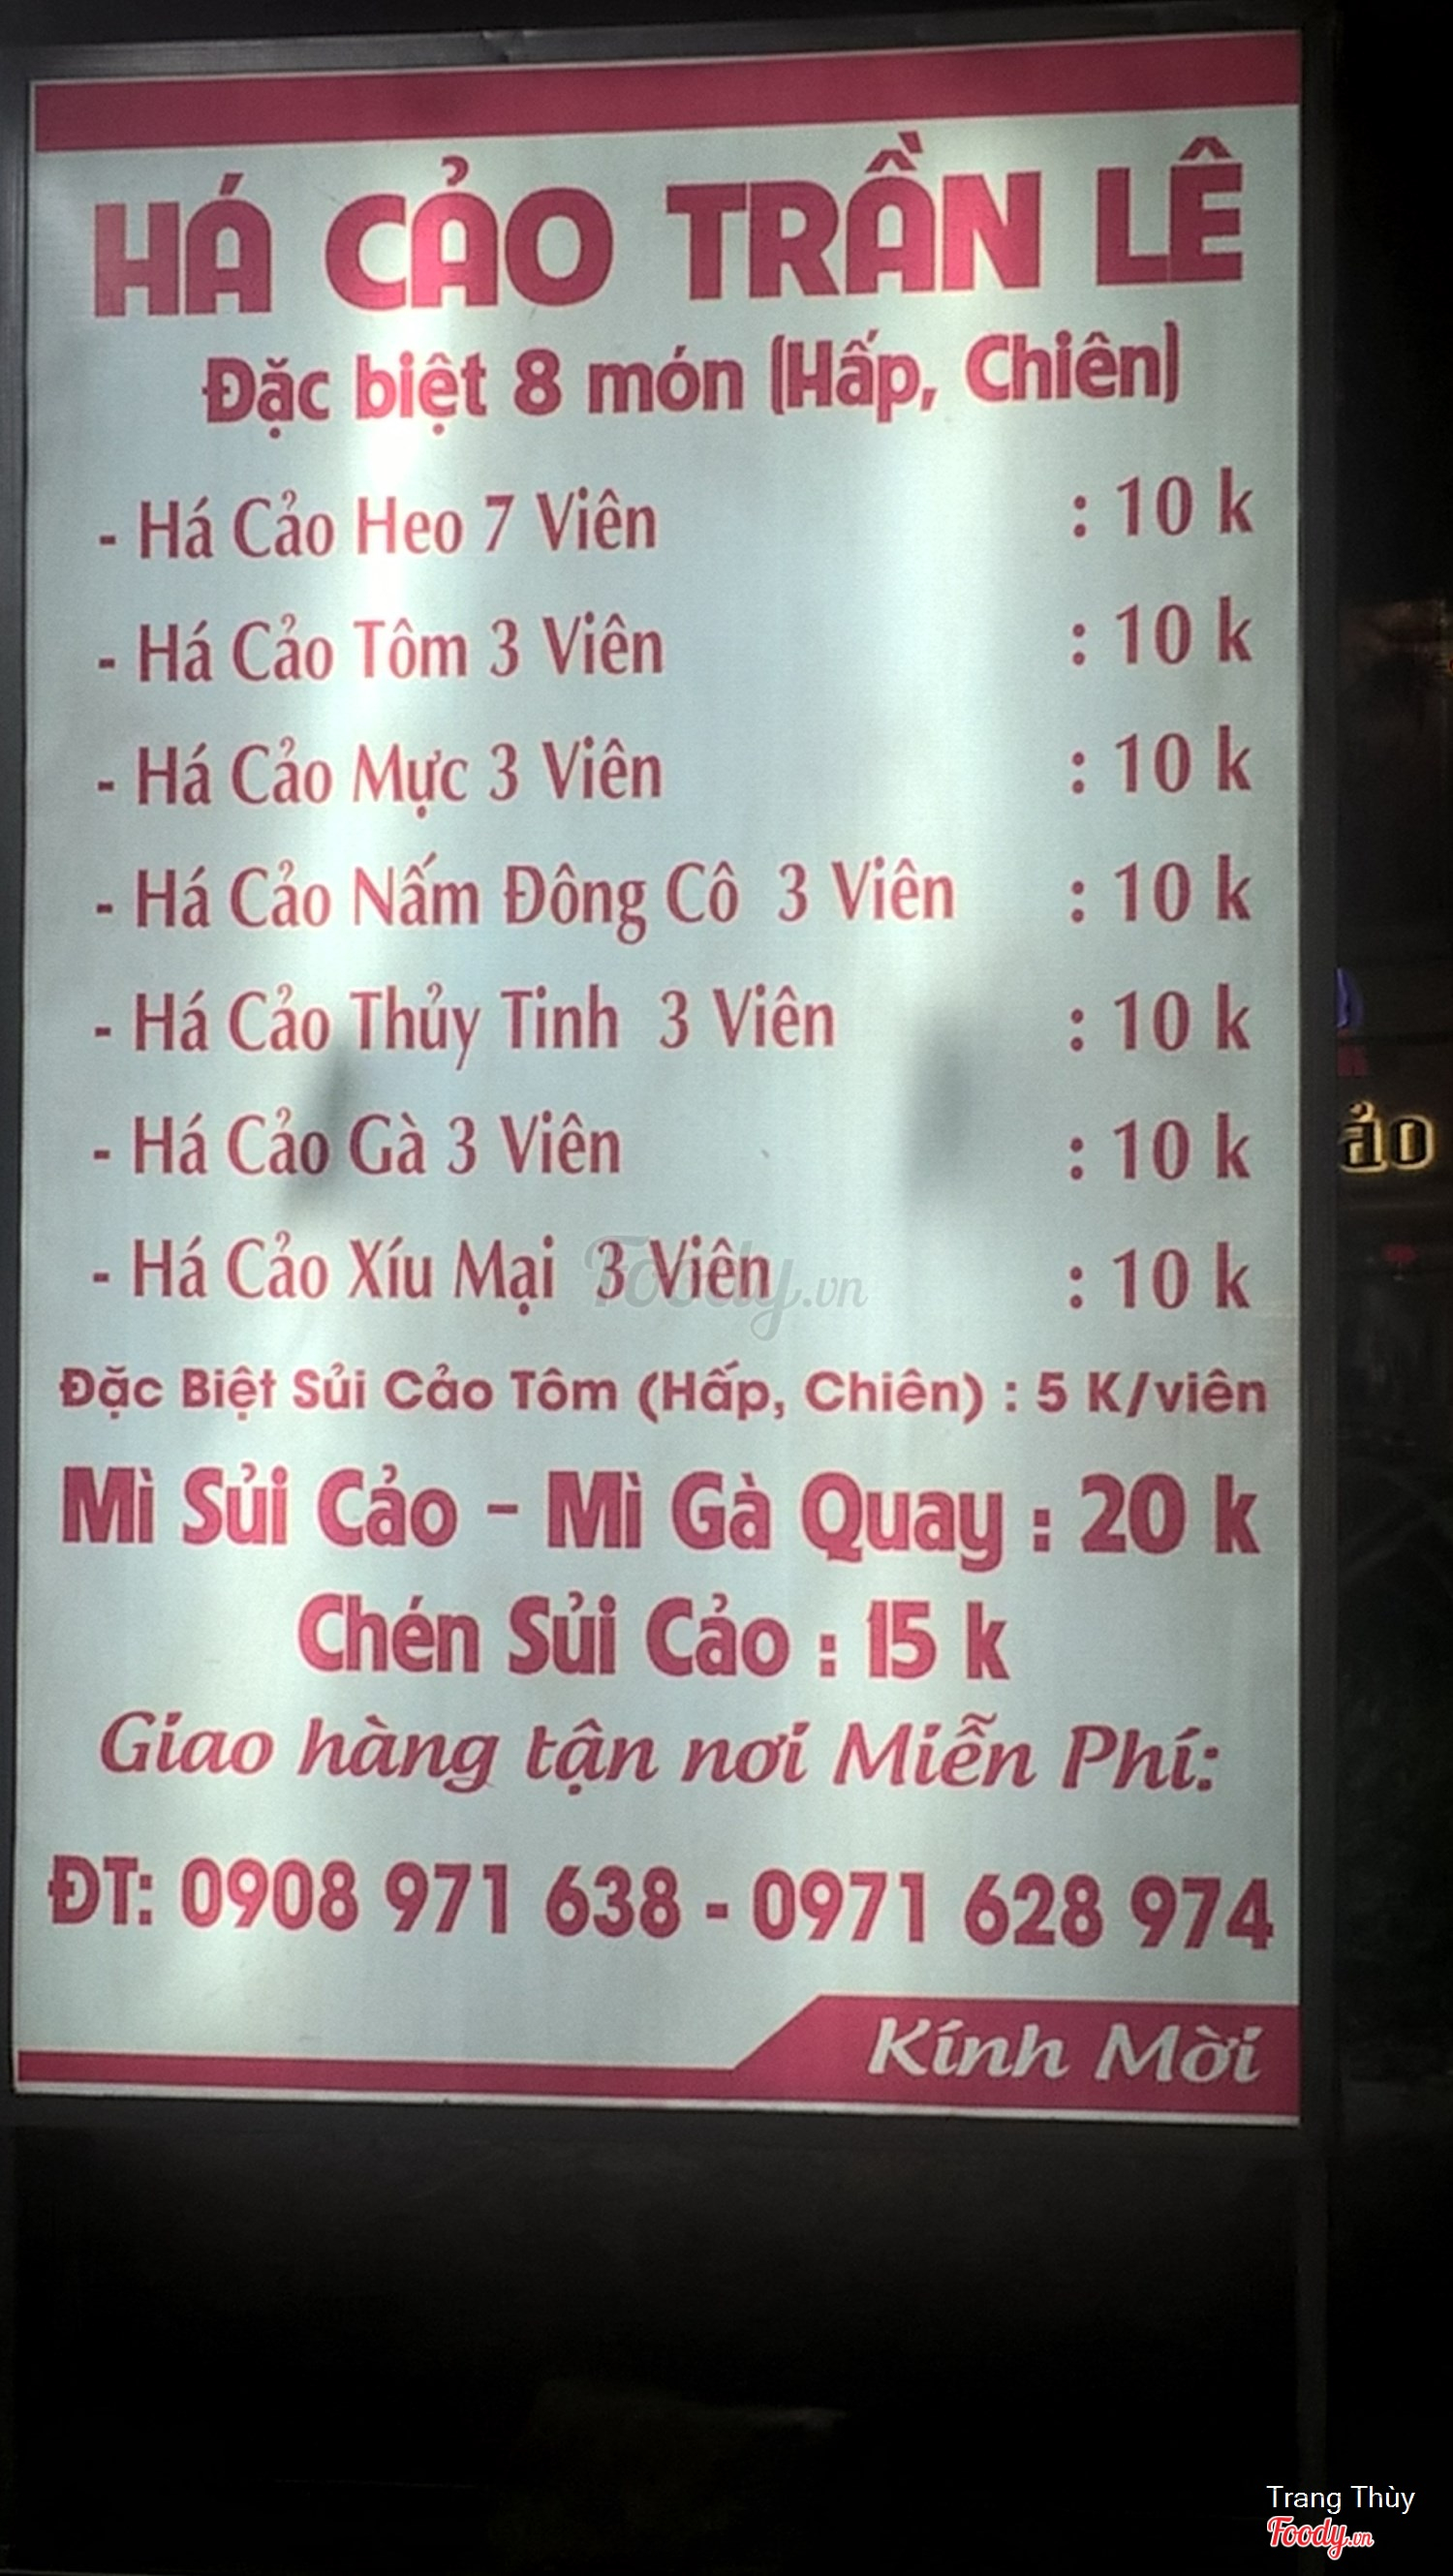 HÁ CẢO TRẦN LÊ
Đặc biệt 8 món (Hấp, Chiên)
- Há Cảo Heo 7 Viên : 10 k
- Há Cảo Tôm 3 Viên : 10 k
- Há Cảo Mực 3 Viên : 10 k
- Há Cảo Nấm Đông Cô 3 Viên : 10 k
- Há Cảo Thủy Tinh 3 Viên : 10 k
- Há Cảo Gà 3 Viên : 10 k
- Há Cảo Xíu Mại 3 Viên : 10 k
Foody.vn
Đặc Biệt Sủi Cảo Tôm (Hấp, Chiên) : 5 K/viên
Mì Sủi Cảo - Mì Gà Quay : 20 k
Chén Sủi Cảo : 15 k
Giao hàng tận nơi Miễn Phí:
ĐT: 0908 971 638 - 0971 628 974
Kính Mời
ảo
Trang Thùy
Foody.vn